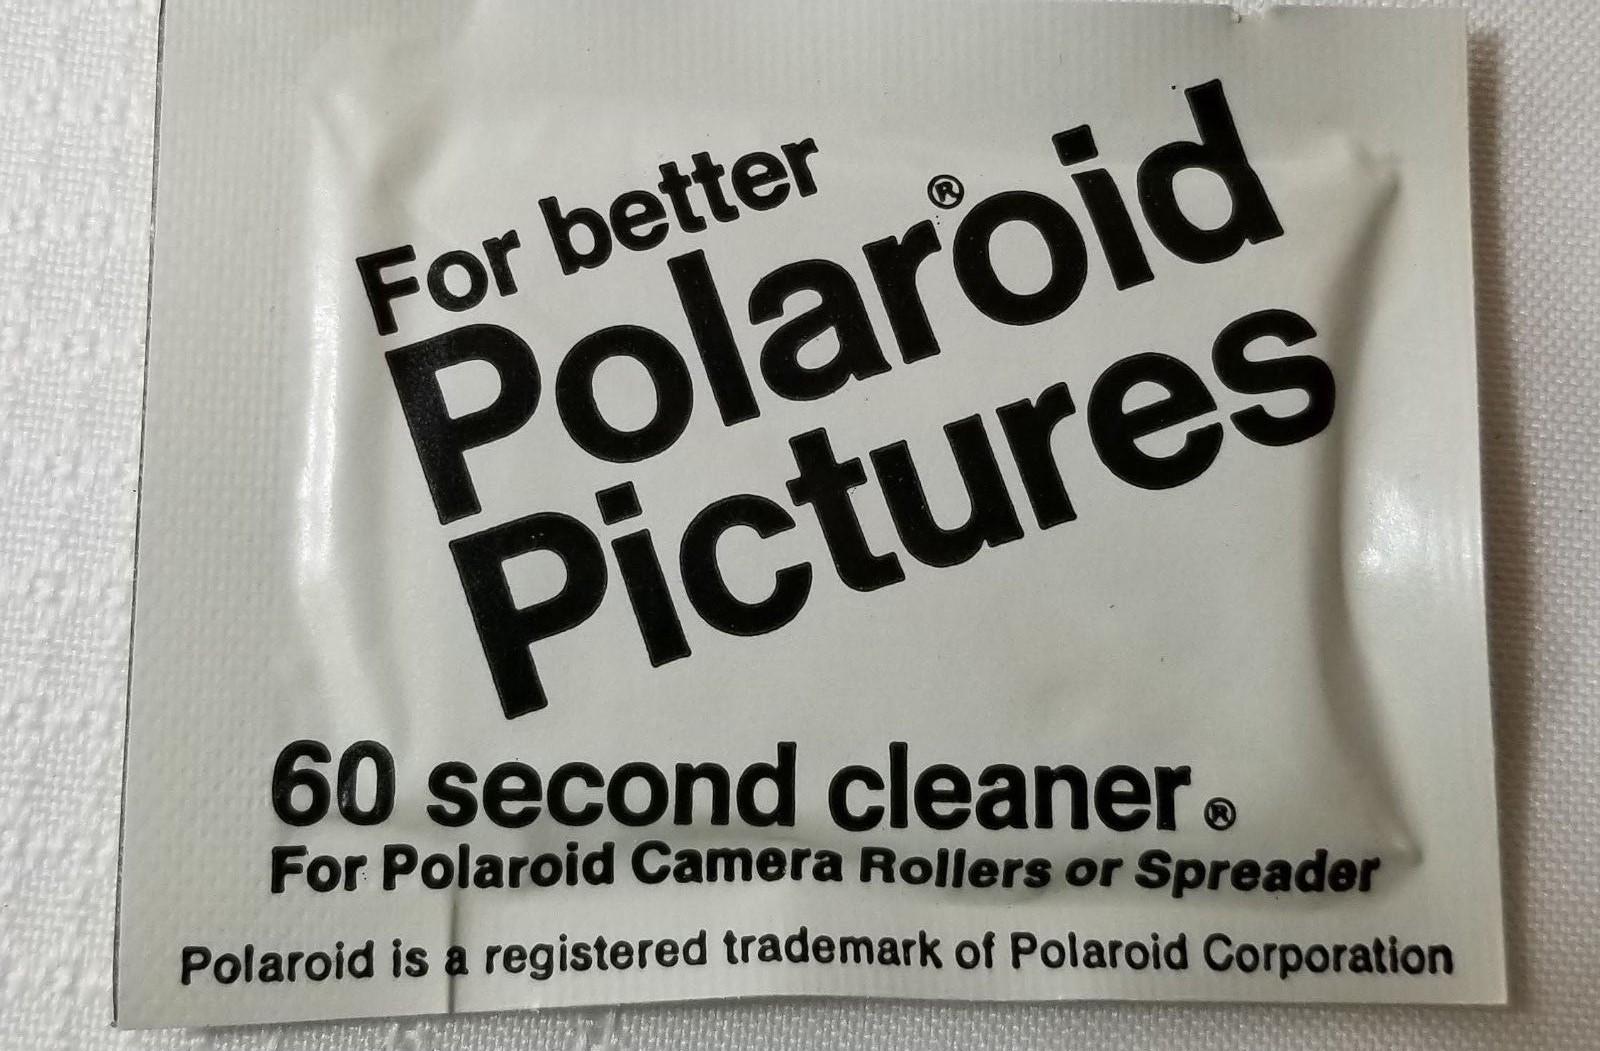 For better
Polaroid®
Pictures
60 second cleaner®
For Polaroid Camera Rollers or Spreader
Polaroid is a registered trademark of Polaroid Corporation